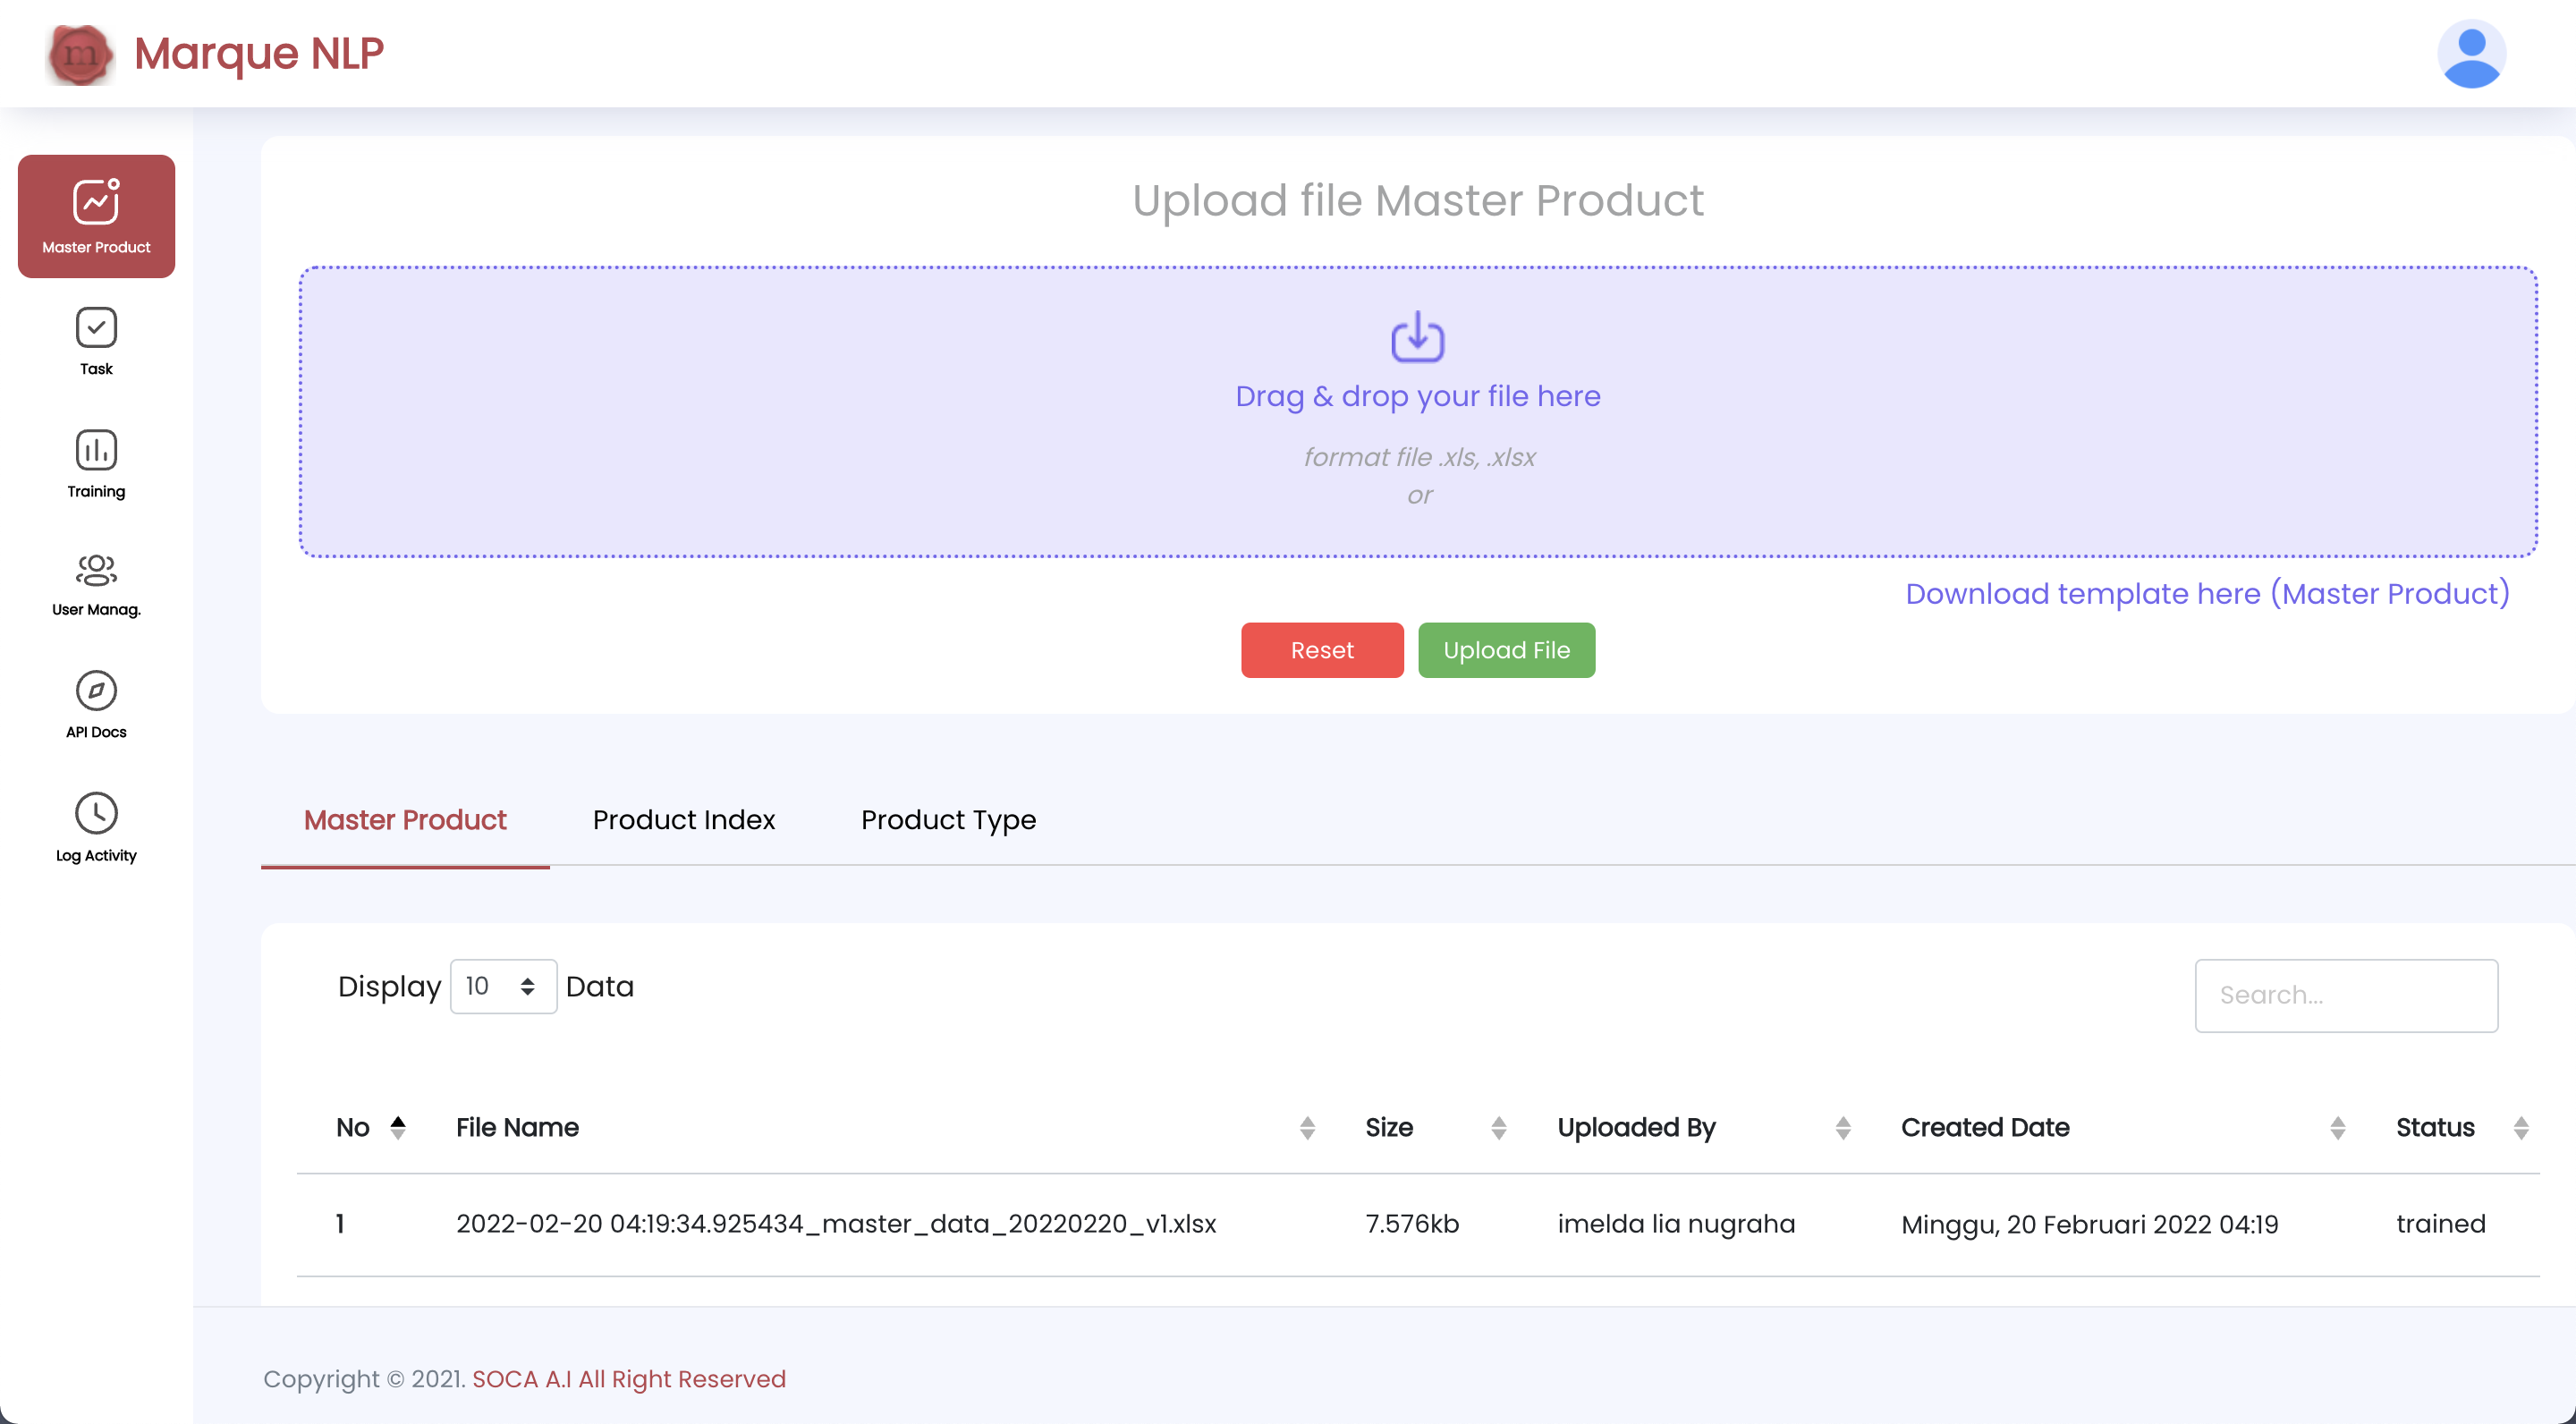 m
Marque NLP
Master Product
Task
Training
User Manag.
API Docs
Log Activity
Upload file Master Product
Drag & drop your file here
format file .xls, .xlsx
or
Download template here (Master Product)
Reset
Upload File
Master Product Product Index Product Type
Display 10 Data
Search...
No File Name Size Uploaded By Created Date Status
1 2022-02-20 04:19:34.925434_master_data_20220220_v1.xlsx 7.576kb imelda lia nugraha Minggu, 20 Februari 2022 04:19 trained
Copyright © 2021. SOCA A.I All Right Reserved